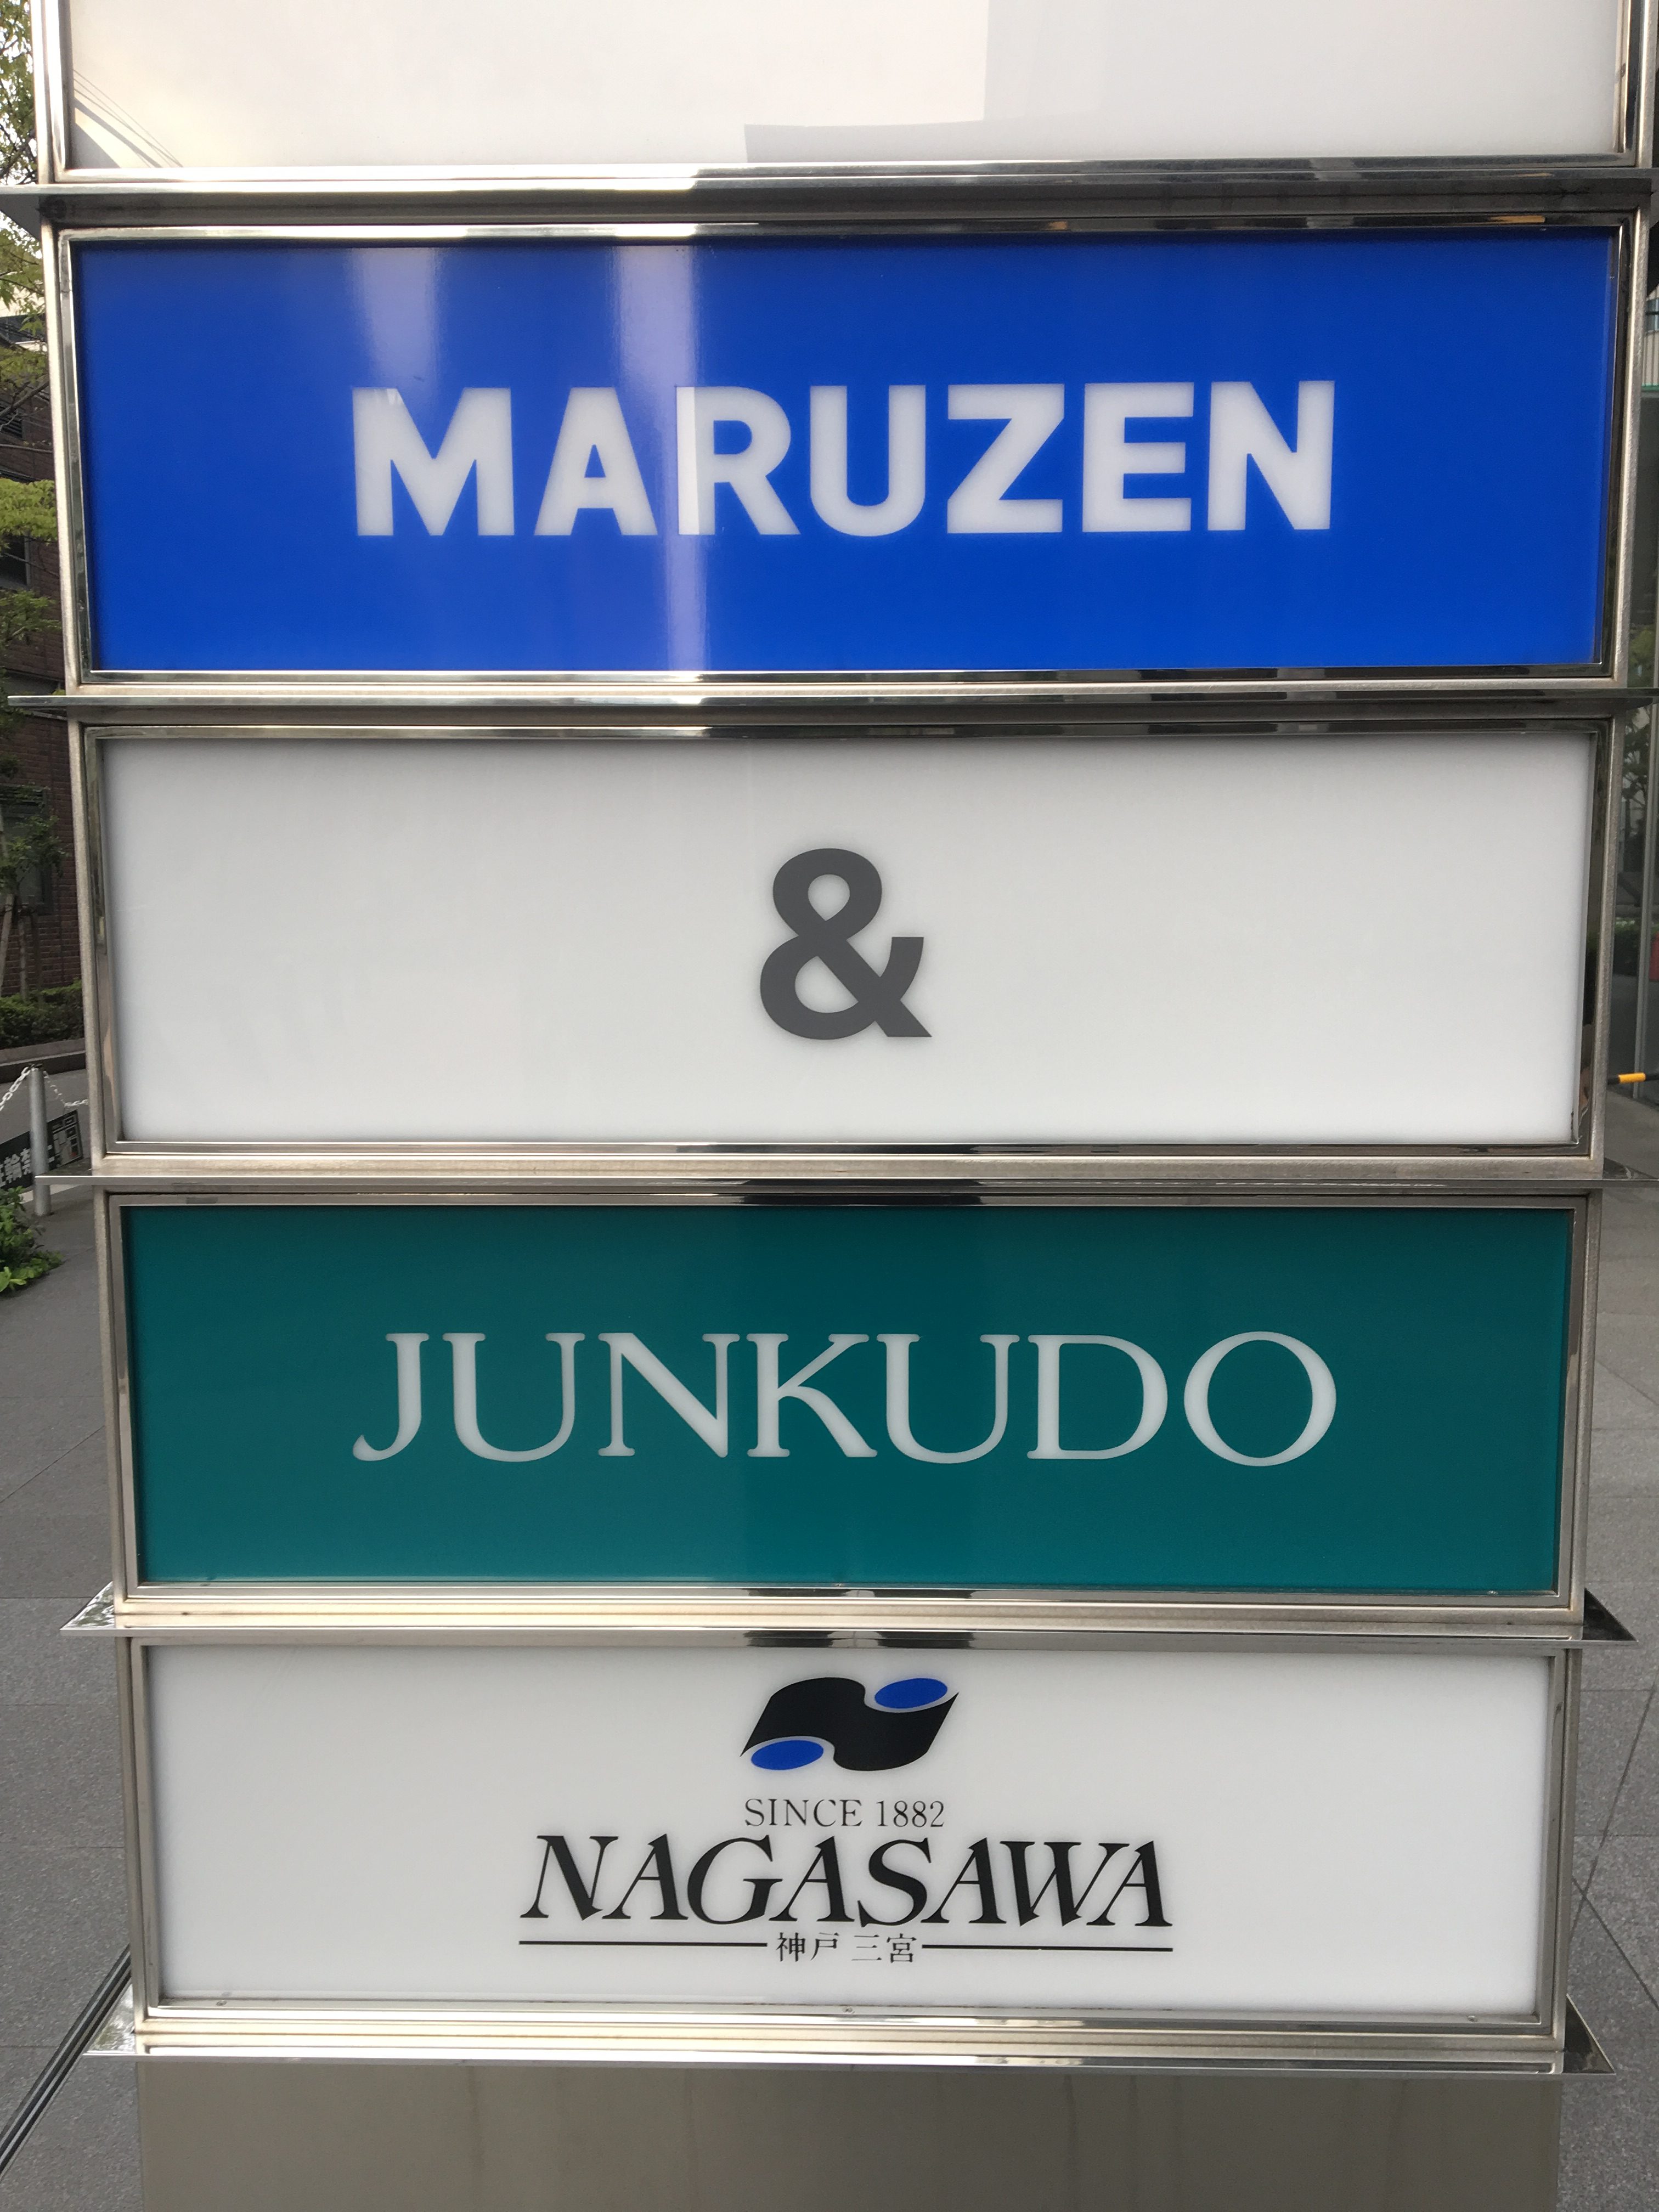 MARUZEN
&
JUNKUDO
SINCE 1882
NAGASAWA
神戸 三宮